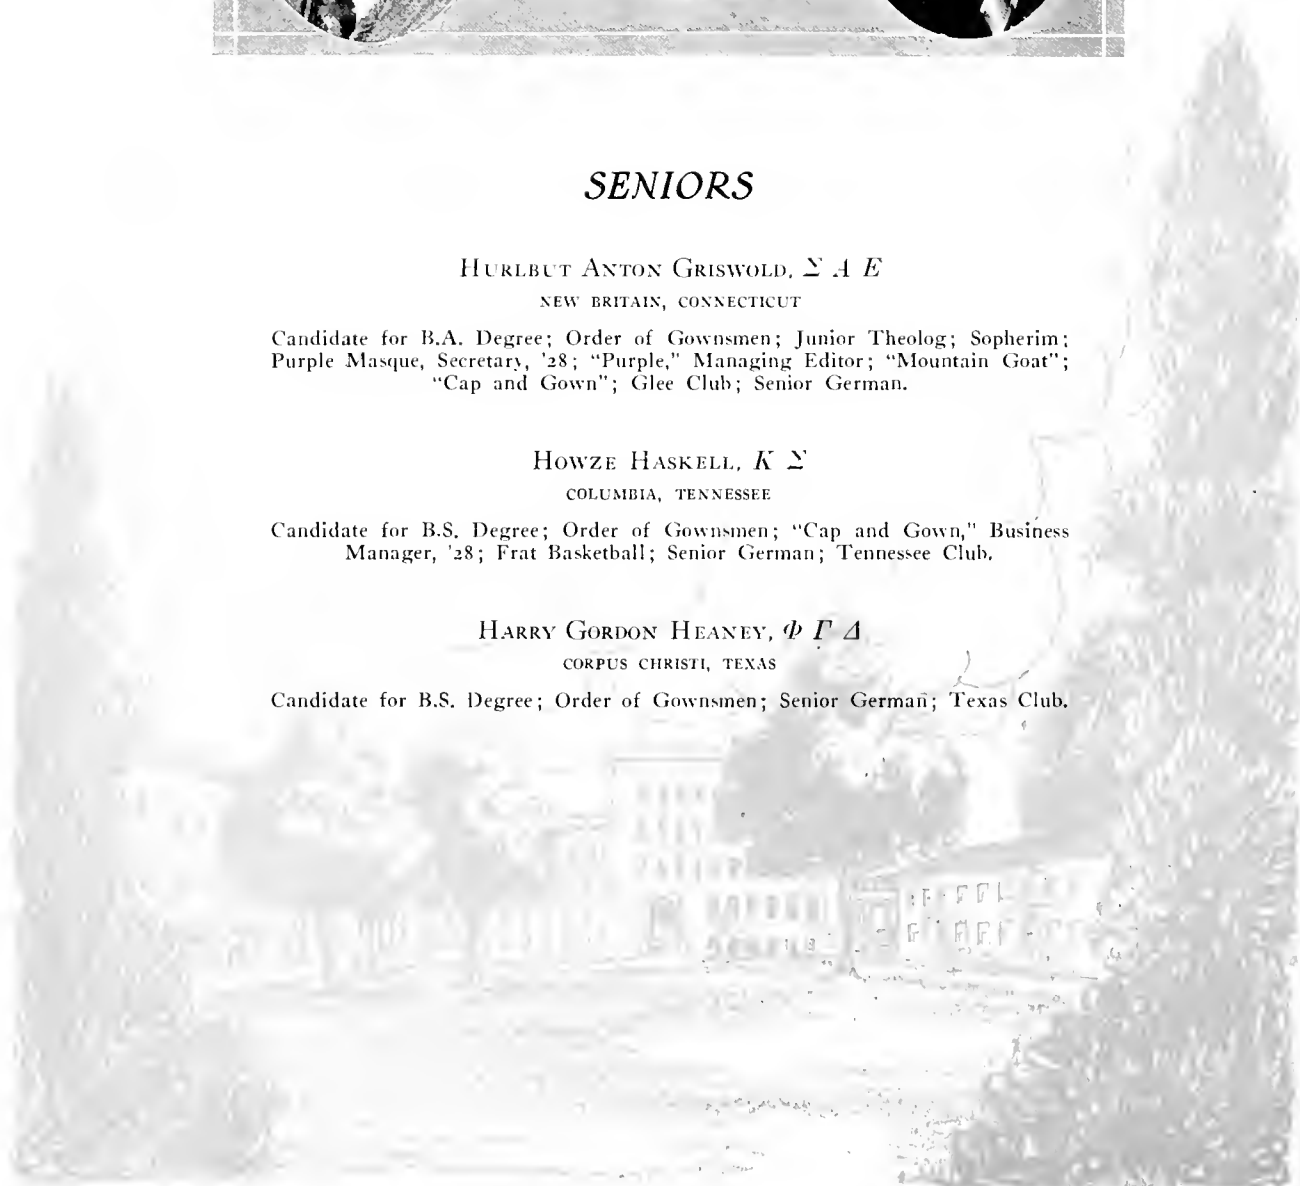 SENIORS
Hurlbut Anton Griswold, Σ Α Ε
NEW BRITAIN, CONNECTICUT
Candidate for B.A. Degree; Order of Gownsmen; Junior Theolog; Sopherim;
Purple Masque, Secretary, '28; "Purple," Managing Editor; "Mountain Goat";
"Cap and Gown"; Glee Club; Senior German.
Howze Haskell, Κ Σ
COLUMBIA, TENNESSEE
Candidate for B.S. Degree; Order of Gownsmen; "Cap and Gown," Business
Manager, '28; Frat Basketball; Senior German; Tennessee Club.
Harry Gordon Heaney, Φ Γ Δ
CORPUS CHRISTI, TEXAS
Candidate for B.S. Degree; Order of Gownsmen; Senior German; Texas Club.